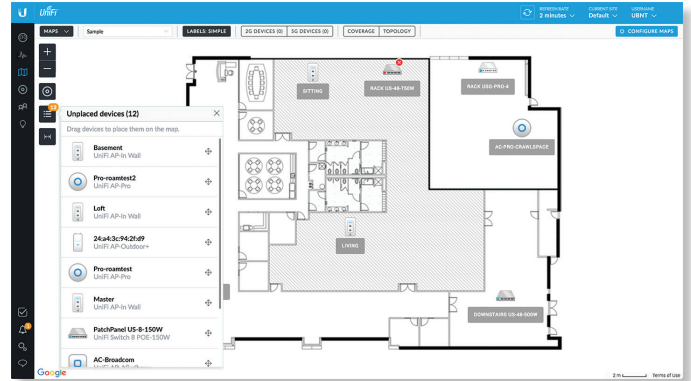 U UniFi
REFRESH RATE
2 minutes
CURRENT SITE
Default
USERNAME
UBNT
MAPS
Sample
LABELS: SIMPLE
2G DEVICES (0)
5G DEVICES (0)
COVERAGE
TOPOLOGY
CONFIGURE MAPS
SITTING
RACK US-48-750W
RACK USG-PRO-4
12
Unplaced devices (12)
Drag devices to place them on the map.
AC-PRO-CRAWLSPACE
Basement
UniFi AP-In Wall
Pro-roamtest2
UniFi AP-Pro
Loft
UniFi AP-In Wall
24:a4:3c:94:2f:d9
UniFi AP-Outdoor+
LIVING
Pro-roamtest
UniFi AP-Pro
Master
UniFi AP-In Wall
DOWNSTAIRS US-48-500W
PatchPanel US-8-150W
UniFi Switch 8 POE-150W
AC-Broadcom
Google
2 m
Terms of Use